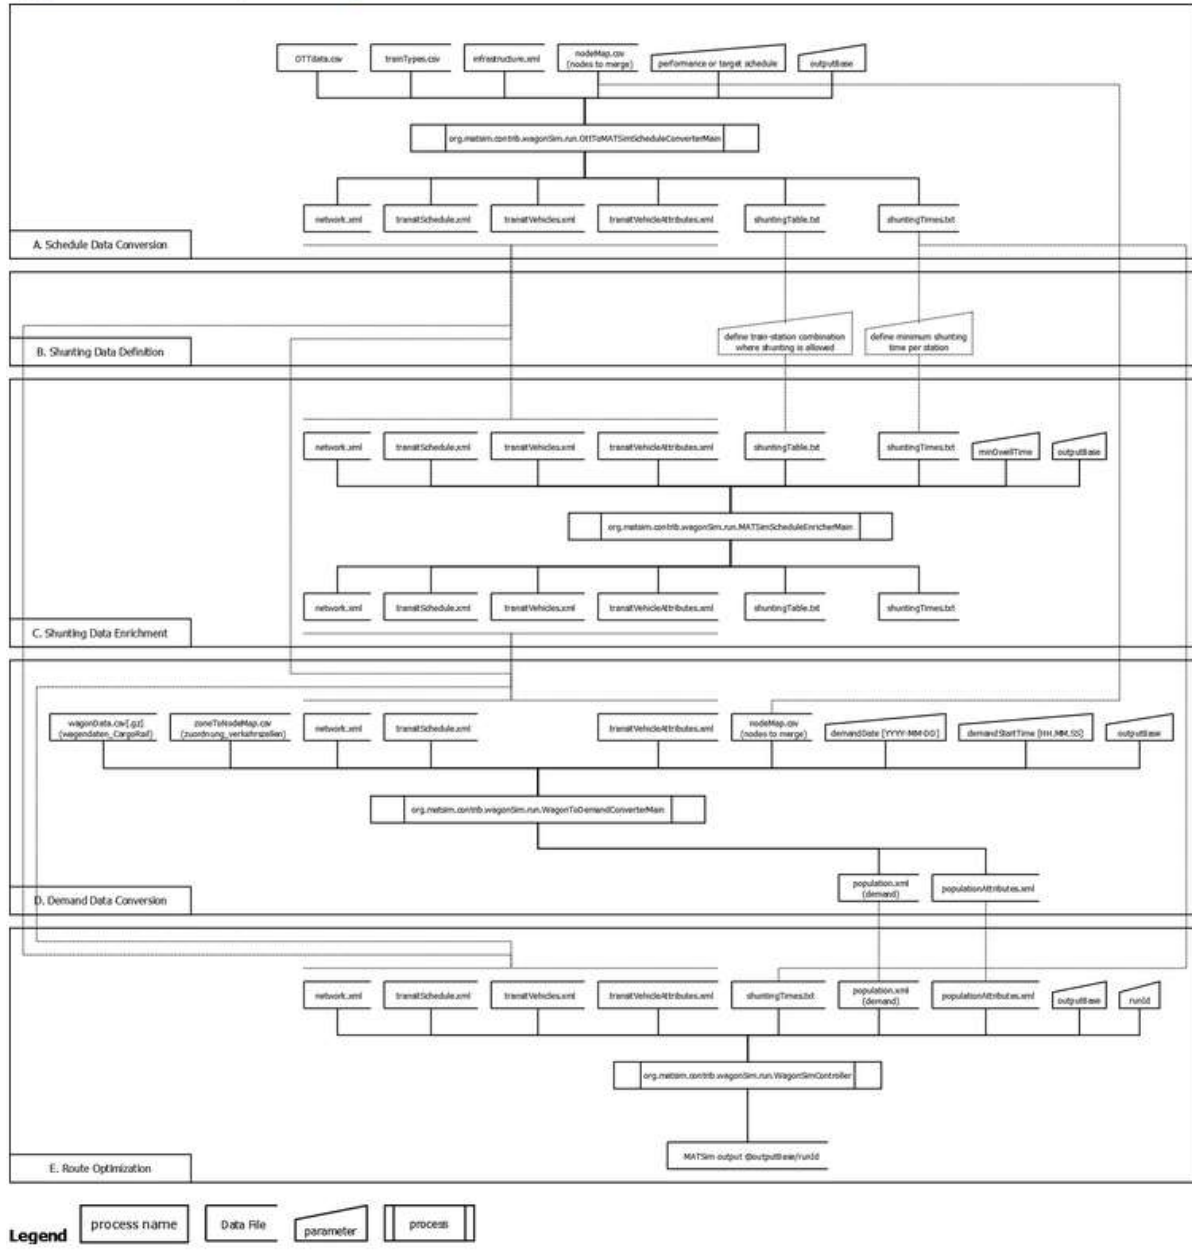 OTTdata.csv
trainTypes.csv
infrastructure.xml
nodeMap.csv
(nodes to merge)
performance or target schedule
outputBase
org.matsim.contrib.wagonSim.run.OttToMATSimScheduleConverterMain
network.xml
transitSchedule.xml
transitVehicles.xml
transitVehicleAttributes.xml
shuntingTable.txt
shuntingTimes.txt
A. Schedule Data Conversion
define train-station combination
where shunting is allowed
define minimum shunting
time per station
B. Shunting Data Definition
network.xml
transitSchedule.xml
transitVehicles.xml
transitVehicleAttributes.xml
shuntingTable.txt
shuntingTimes.txt
minDwellTime
outputBase
org.matsim.contrib.wagonSim.run.MATSimScheduleEnricherMain
network.xml
transitSchedule.xml
transitVehicles.xml
transitVehicleAttributes.xml
shuntingTable.txt
shuntingTimes.txt
C. Shunting Data Enrichment
wagonData.csv[.gz]
(wagendaten_CargoRail)
zoneToNodeMap.csv
(zuordnung_verkehrszellen)
network.xml
transitSchedule.xml
transitVehicleAttributes.xml
nodeMap.csv
(nodes to merge)
demandDate [YYYY-MM-DD]
demandStartTime [HH.MM.SS]
outputBase
org.matsim.contrib.wagonSim.run.WagonToDemandConverterMain
population.xml
(demand)
populationAttributes.xml
D. Demand Data Conversion
network.xml
transitSchedule.xml
transitVehicles.xml
transitVehicleAttributes.xml
shuntingTimes.txt
population.xml
(demand)
populationAttributes.xml
outputBase
runId
org.matsim.contrib.wagonSim.run.WagonSimController
MATSim output @outputBase/runId
E. Route Optimization
Legend
process name
Data File
parameter
process